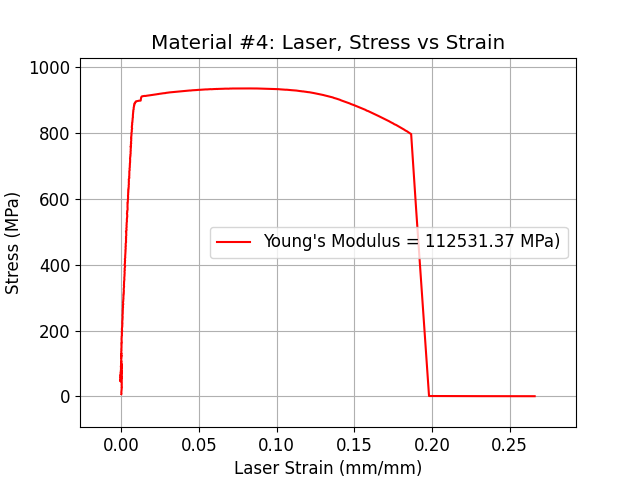 Material #4: Laser, Stress vs Strain
1000
800
600
400
200
0
Stress (MPa)
Young's Modulus = 112531.37 MPa)
0.00 0.05 0.10 0.15 0.20 0.25
Laser Strain (mm/mm)